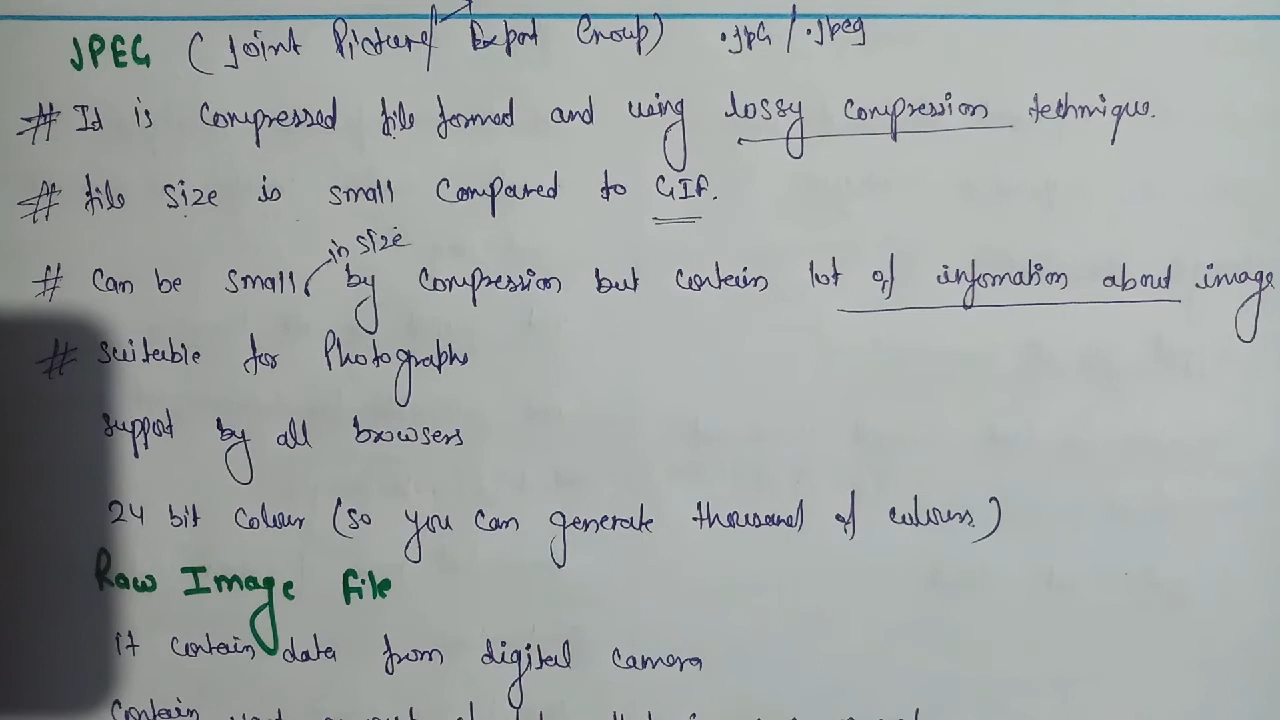 JPEG (Joint Picture/ Expert Group) .jpG / .Jpeg
# It is compressed file format and using lossy compression technique.
# file size is small compared to GIF.
in size
# Can be small by compression but contain lot of information about image
# suitable for Photographs
support by all browsers
24 bit colour (so you can generate thousand of colours)
Raw Image file
it contain data from digital camera
Contain